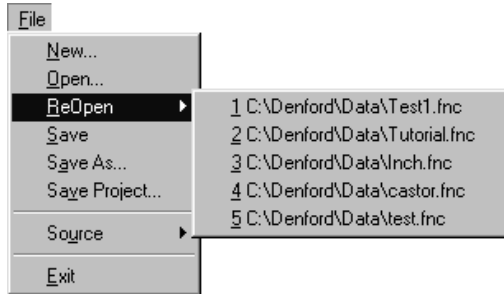 File
New...
Open...
ReOpen
Save
Save As...
Save Project...
Source
Exit
1 C:\Denford\Data\Test1.fnc
2 C:\Denford\Data\Tutorial.fnc
3 C:\Denford\Data\Inch.fnc
4 C:\Denford\Data\castor.fnc
5 C:\Denford\Data\test.fnc